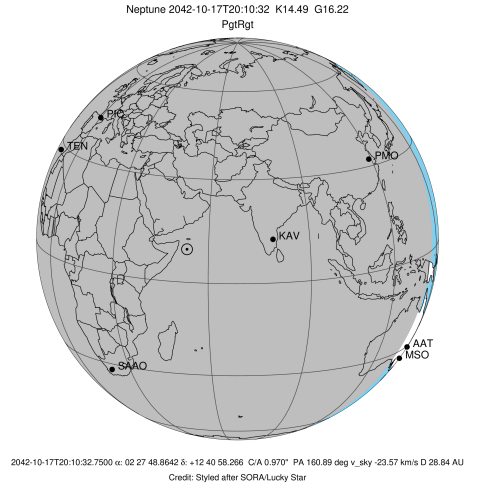 Neptune 2042-10-17T20:10:32 K14.49 G16.22
PgtRgt
PIC
TEN
PMO
KAV
AAT
MSO
SAAO
2042-10-17T20:10:32.7500 α: 02 27 48.8642 δ: +12 40 58.266 C/A 0.970" PA 160.89 deg v_sky -23.57 km/s D 28.84 AU
Credit: Styled after SORA/Lucky Star